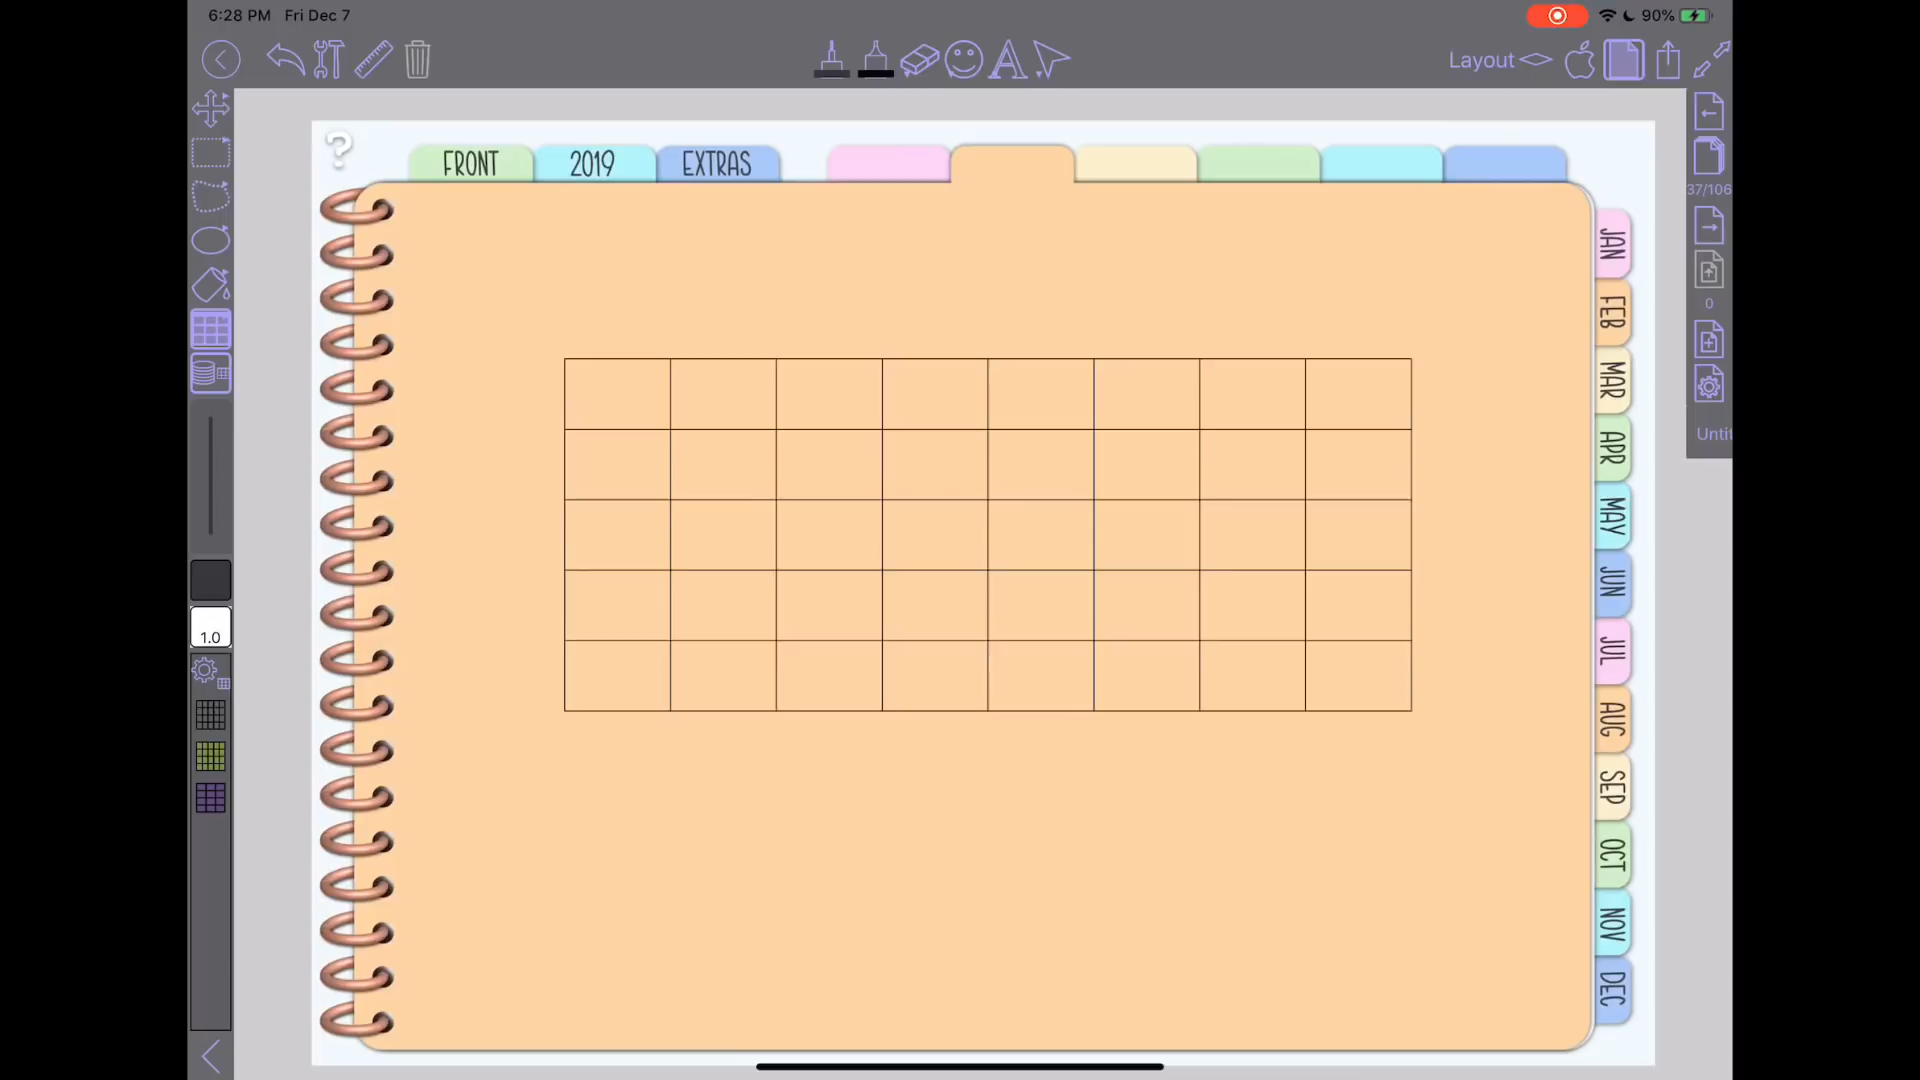 6:28 PM Fri Dec 7
90%
Layout
FRONT
2019
EXTRAS
37/106
0
Untit
1.0
JAN
FEB
MAR
APR
MAY
JUN
JUL
AUG
SEP
OCT
NOV
DEC
?